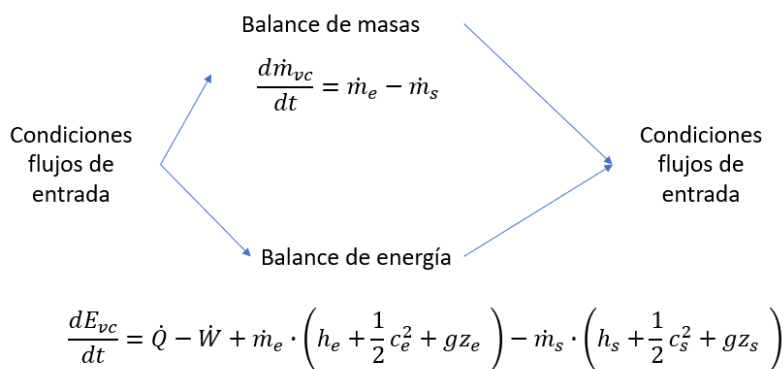 Balance de masas
$\frac{d\dot{m}_{vc}}{dt} = \dot{m}_e - \dot{m}_s$
Condiciones
flujos de
entrada
Condiciones
flujos de
entrada
Balance de energía
$\frac{dE_{vc}}{dt} = \dot{Q} - \dot{W} + \dot{m}_e \cdot \left( h_e + \frac{1}{2} c_e^2 + g z_e \right) - \dot{m}_s \cdot \left( h_s + \frac{1}{2} c_s^2 + g z_s \right)$